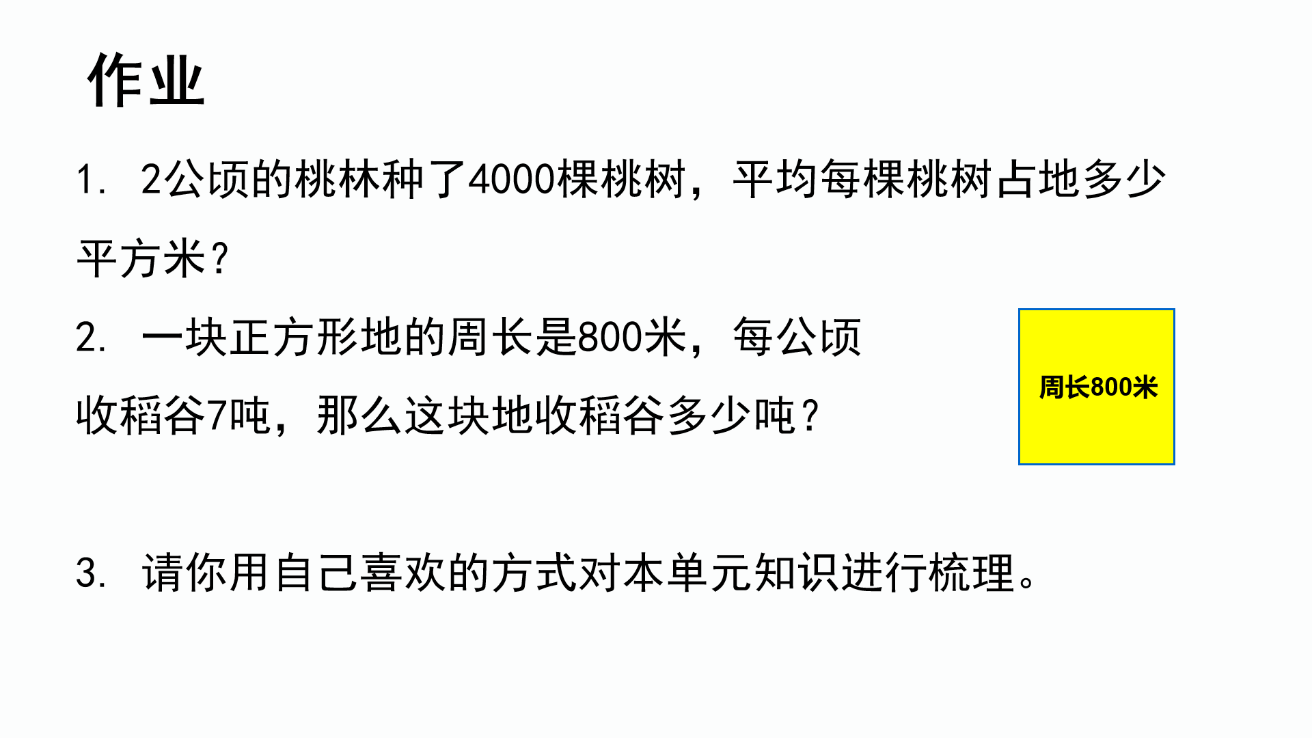 作业
1. 2公顷的桃林种了4000棵桃树，平均每棵桃树占地多少
平方米？
2. 一块正方形地的周长是800米，每公顷
收稻谷7吨，那么这块地收稻谷多少吨？
周长800米
3. 请你用自己喜欢的方式对本单元知识进行梳理。